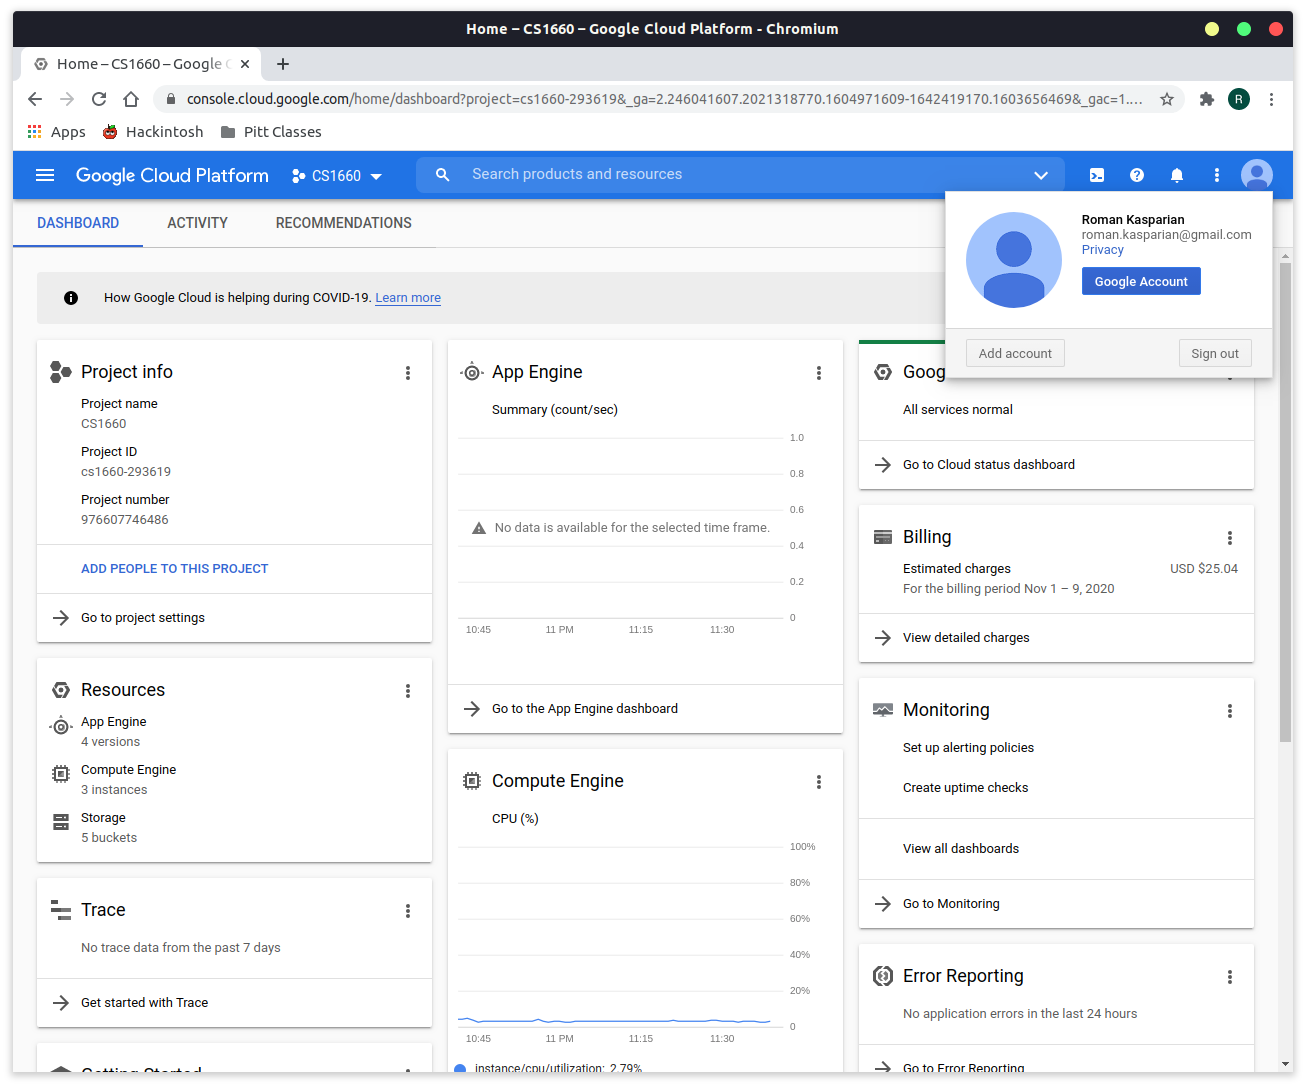 Home – CS1660 – Google Cloud Platform - Chromium
Home – CS1660 – Google C
console.cloud.google.com/home/dashboard?project=cs1660-293619&_ga=2.246041607.2021318770.1604971609-1642419170.1603656469&_gac=1....
R
Apps Hackintosh Pitt Classes
Google Cloud Platform CS1660 Search products and resources
DASHBOARD ACTIVITY RECOMMENDATIONS
Roman Kasparian
roman.kasparian@gmail.com
Privacy
Google Account
Add account Sign out
How Google Cloud is helping during COVID-19. Learn more
Project info
Project name
CS1660
Project ID
cs1660-293619
Project number
976607746486
ADD PEOPLE TO THIS PROJECT
Go to project settings
Resources
App Engine
4 versions
Compute Engine
3 instances
Storage
5 buckets
Trace
No trace data from the past 7 days
Get started with Trace
Getting Started
App Engine
Summary (count/sec)
1.0
0.8
0.6
No data is available for the selected time frame.
0.4
0.2
0
10:45 11 PM 11:15 11:30
Go to the App Engine dashboard
Compute Engine
CPU (%)
100%
80%
60%
40%
20%
0
10:45 11 PM 11:15 11:30
instance/cpu/utilization: 2.79%
Goog
All services normal
Go to Cloud status dashboard
Billing
Estimated charges USD $25.04
For the billing period Nov 1 – 9, 2020
View detailed charges
Monitoring
Set up alerting policies
Create uptime checks
View all dashboards
Go to Monitoring
Error Reporting
No application errors in the last 24 hours
Go to Error Reporting